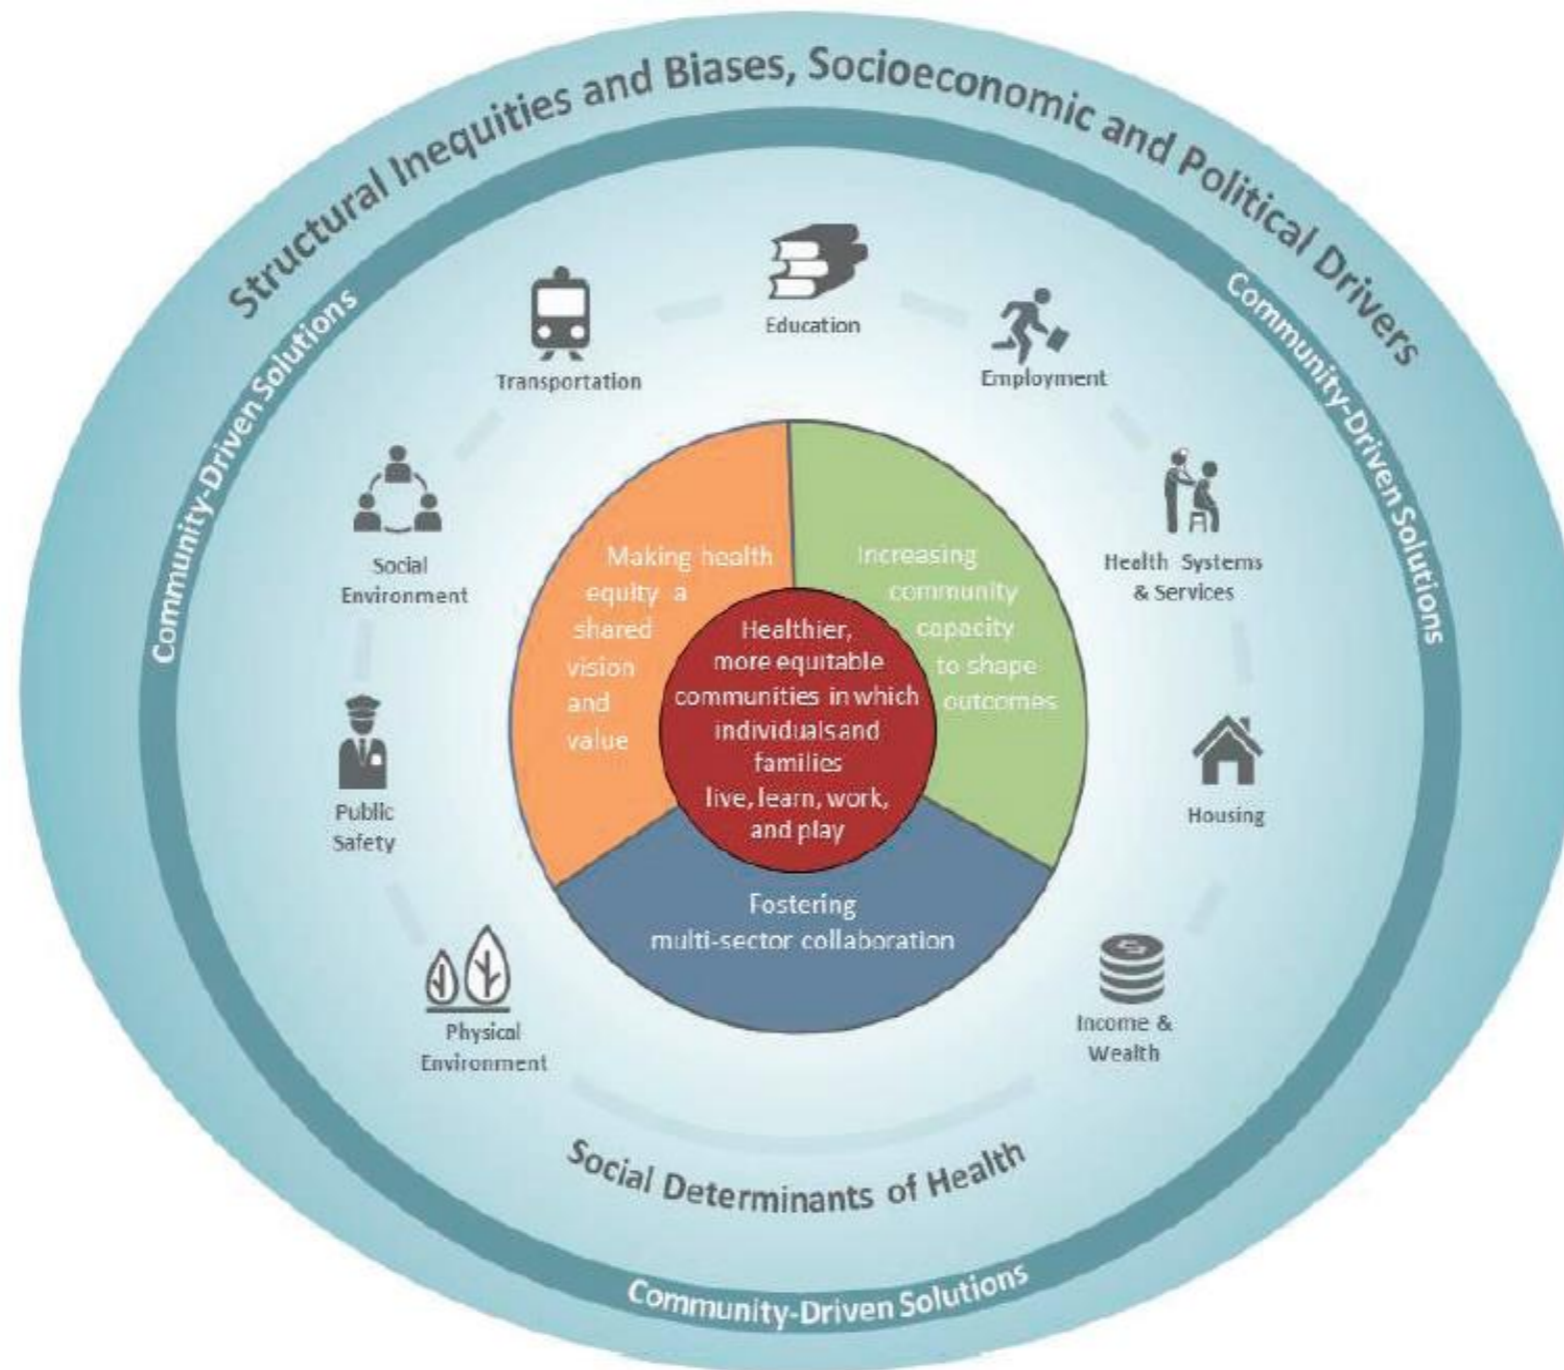 Structural Inequities and Biases, Socioeconomic and Political Drivers
Community-Driven Solutions
Community-Driven Solutions
Education
Transportation
Employment
Social
Environment
Health Systems
& Services
Public
Safety
Housing
Physical
Environment
Income &
Wealth
Making health
equity a
shared
vision
and
value
Increasing
community
capacity
to shape
outcomes
Healthier,
more equitable
communities in which
individuals and
families
live, learn, work,
and play
Fostering
multi-sector collaboration
Social Determinants of Health
Community-Driven Solutions